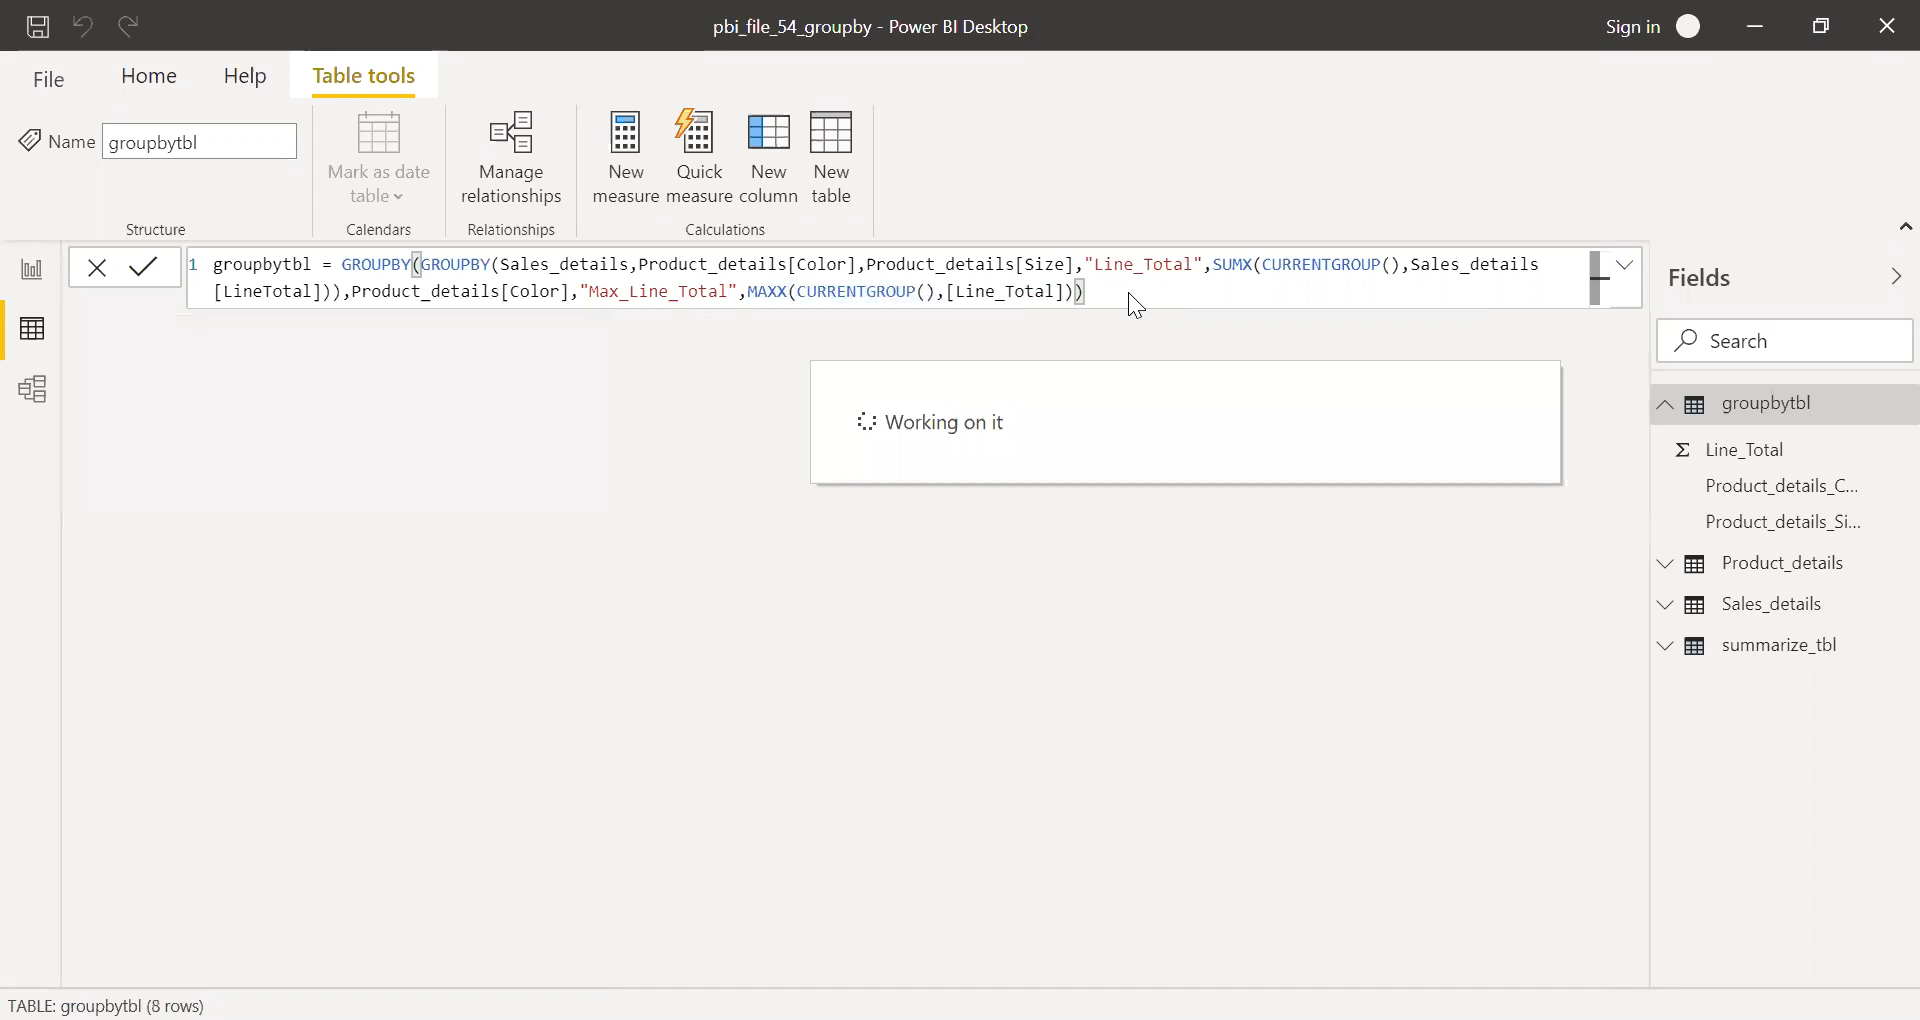 pbi_file_54_groupby - Power BI Desktop
Sign in
File
Home
Help
Table tools
Name
groupbytbl
Mark as date
table
Manage
relationships
New
measure
Quick
measure
New
column
New
table
Structure
Calendars
Relationships
Calculations
1 groupbytbl = GROUPBY(GROUPBY(Sales_details,Product_details[Color],Product_details[Size],"Line_Total",SUMX(CURRENTGROUP(),Sales_details
[LineTotal])),Product_details[Color],"Max_Line_Total",MAXX(CURRENTGROUP(),[Line_Total]))
Working on it
Fields
Search
groupbytbl
Σ Line_Total
Product_details_C...
Product_details_Si...
Product_details
Sales_details
summarize_tbl
TABLE: groupbytbl (8 rows)